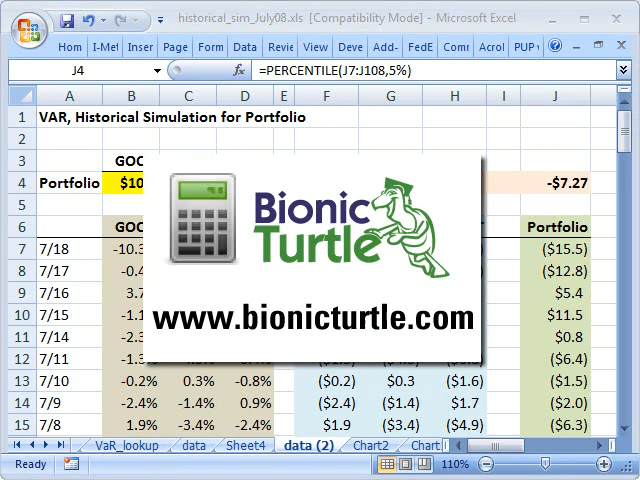 historical_sim_July08.xls [Compatibility Mode] - Microsoft Excel
Hom I-Met Inser Page Form Data Revie View Deve Add- FedE Comr Acrol PUP v
J4 fx =PERCENTILE(J7:J108,5%)
A B C D E F G H I J
1 VAR, Historical Simulation for Portfolio
2
3 GOO
4 Portfolio $10 -$7.27
5
6 GOO Portfolio
7 7/18 -10.3 ($15.5)
8 7/17 -0.4 ($12.8)
9 7/16 3.7 $5.4
10 7/15 -1.1 $11.5
11 7/14 -2.3 $0.8
12 7/11 -1.3 ($6.4)
13 7/10 -0.2% 0.3% -0.8% ($0.2) $0.3 ($1.6) ($1.5)
14 7/9 -2.4% -1.4% 0.9% ($2.4) ($1.4) $1.7 ($2.0)
15 7/8 1.9% -3.4% -2.4% $1.9 ($3.4) ($4.9) ($6.3)
Bionic
Turtle
www.bionicturtle.com
VaR_lookup data Sheet4 data (2) Chart2 Chart
Ready 110%